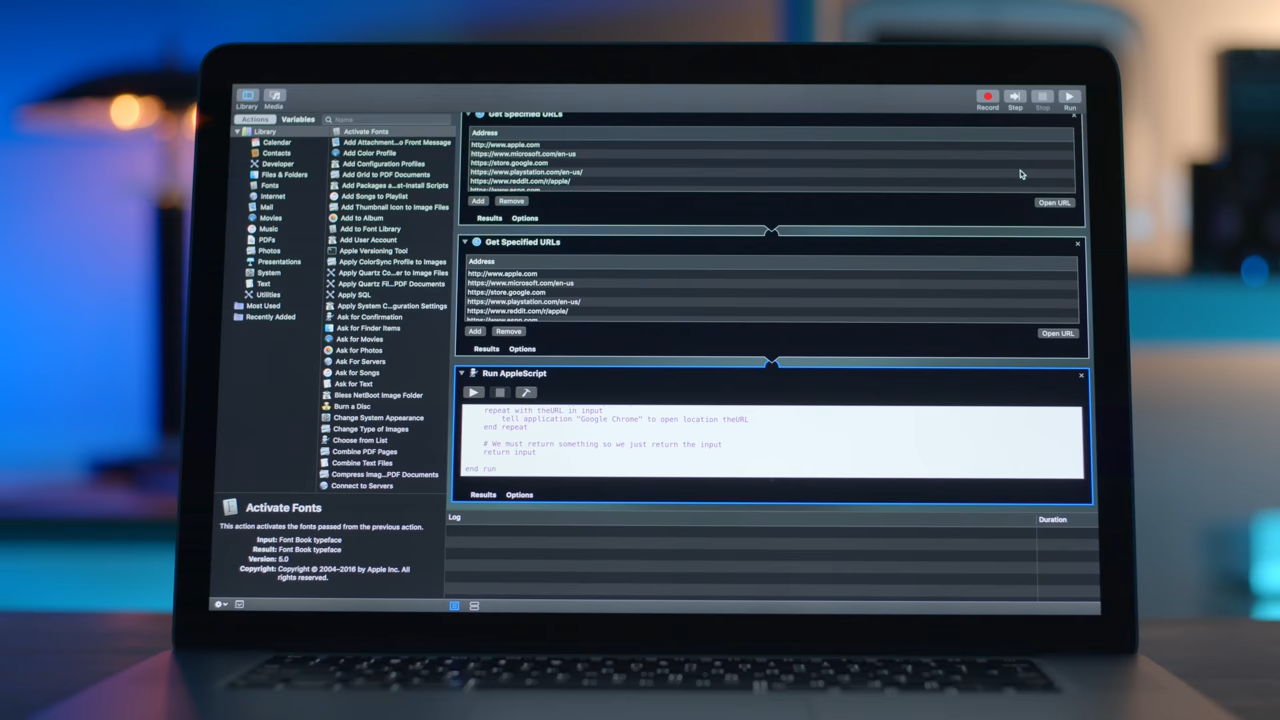 Library Media
Record Step Stop Run
Actions Variables Name
Library
Calendar
Contacts
Developer
Files & Folders
Fonts
Internet
Mail
Movies
Music
PDFs
Photos
Presentations
System
Text
Utilities
Most Used
Recently Added
Activate Fonts
Add Attachment...o Front Message
Add Color Profile
Add Configuration Profiles
Add Grid to PDF Documents
Add Packages a...st-Install Scripts
Add Songs to Playlist
Add Thumbnail Icon to Image Files
Add to Album
Add to Font Library
Add User Account
Apple Versioning Tool
Apply ColorSync Profile to Images
Apply Quartz Co...er to Image Files
Apply Quartz Fil...PDF Documents
Apply SQL
Apply System C...guration Settings
Ask for Confirmation
Ask for Finder Items
Ask for Movies
Ask for Photos
Ask For Servers
Ask for Songs
Ask for Text
Bless NetBoot Image Folder
Burn a Disc
Change System Appearance
Change Type of Images
Choose from List
Combine PDF Pages
Combine Text Files
Compress Imag...PDF Documents
Connect to Servers
Get Specified URLs
Address
http://www.apple.com
https://www.microsoft.com/en-us
https://store.google.com
https://www.playstation.com/en-us/
https://www.reddit.com/r/apple/
https://www.espn.com
Add Remove Open URL
Results Options
Get Specified URLs
Address
http://www.apple.com
https://www.microsoft.com/en-us
https://store.google.com
https://www.playstation.com/en-us/
https://www.reddit.com/r/apple/
Add Remove Open URL
Results Options
Run AppleScript
repeat with theURL in input
tell application "Google Chrome" to open location theURL
end repeat
# We must return something so we just return the input
return input
end run
Results Options
Log Duration
Activate Fonts
This action activates the fonts passed from the previous action.
Input: Font Book typeface
Result: Font Book typeface
Version: 5.0
Copyright: Copyright © 2004–2016 by Apple Inc. All
rights reserved.